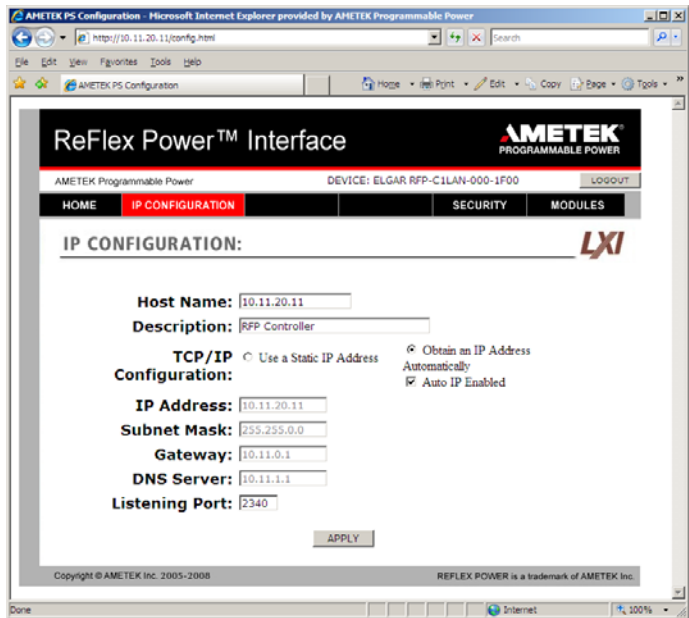 AMETEK PS Configuration - Microsoft Internet Explorer provided by AMETEK Programmable Power
http://10.11.20.11/config.html
Search
File Edit View Favorites Tools Help
AMETEK PS Configuration
Home Print Edit Copy Page Tools
ReFlex Power™ Interface
AMETEK®
PROGRAMMABLE POWER
AMETEK Programmable Power
DEVICE: ELGAR RFP-C1LAN-000-1F00
LOGOUT
HOME IP CONFIGURATION SECURITY MODULES
IP CONFIGURATION:
LXI
Host Name: 10.11.20.11
Description: RFP Controller
TCP/IP Configuration:
Use a Static IP Address
Obtain an IP Address
Automatically
Auto IP Enabled
IP Address: 10.11.20.11
Subnet Mask: 255.255.0.0
Gateway: 10.11.0.1
DNS Server: 10.11.1.1
Listening Port: 2340
APPLY
Copyright © AMETEK Inc. 2005-2008
REFLEX POWER is a trademark of AMETEK Inc.
Done
Internet
100%